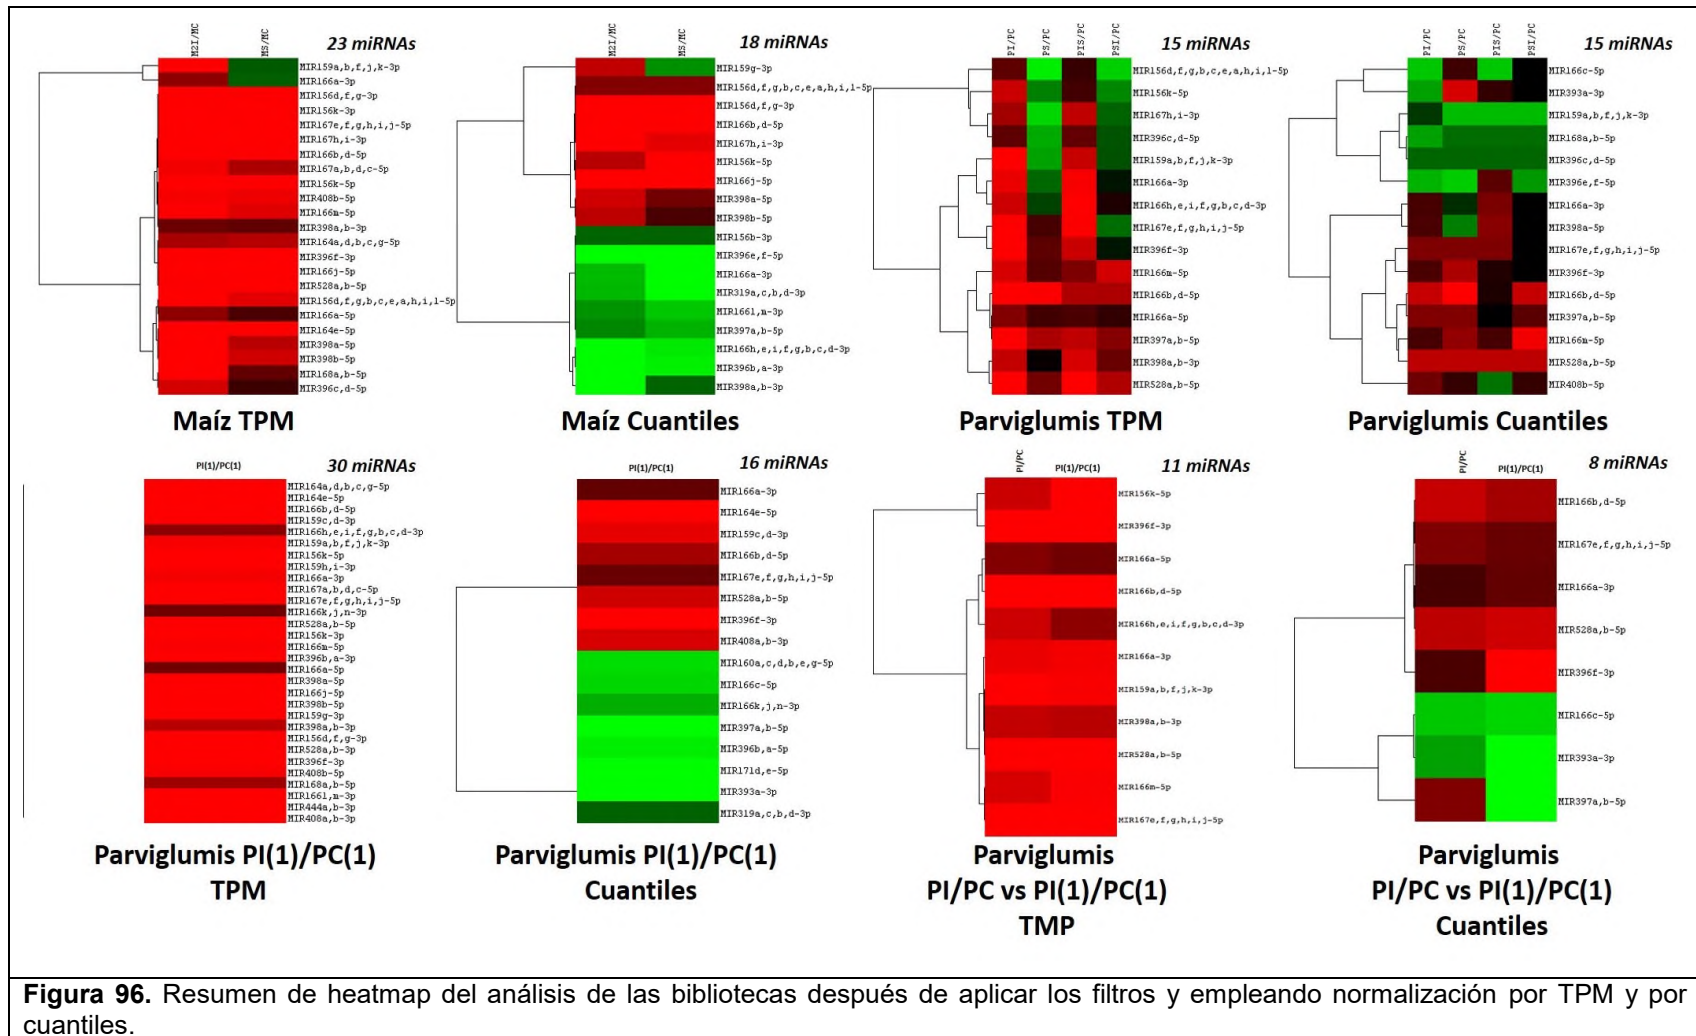 M2I/MC
MS/MC
23 miRNAs
MIR159a,b,f,j,k-3p
MIR166a-3p
MIR156d,f,g-3p
MIR156k-3p
MIR167e,f,g,h,i,j-5p
MIR167h,i-3p
MIR166b,d-5p
MIR167a,b,d,c-5p
MIR156k-5p
MIR408b-5p
MIR166m-5p
MIR398a,b-3p
MIR164a,d,b,c,g-5p
MIR396f-3p
MIR166j-5p
MIR528a,b-5p
MIR156d,f,g,b,c,e,a,h,i,l-5p
MIR166a-5p
MIR164e-5p
MIR398a-5p
MIR398b-5p
MIR168a,b-5p
MIR396c,d-5p
Maíz TPM
M2I/MC
MS/MC
18 miRNAs
MIR159g-3p
MIR156d,f,g,b,c,e,a,h,i,l-5p
MIR156d,f,g-3p
MIR166b,d-5p
MIR167h,i-3p
MIR156k-5p
MIR166j-5p
MIR398a-5p
MIR398b-5p
MIR156b-3p
MIR396e,f-5p
MIR166a-3p
MIR319a,c,b,d-3p
MIR166l,m-3p
MIR397a,b-5p
MIR166h,e,i,f,g,b,c,d-3p
MIR396b,a-3p
MIR398a,b-3p
Maíz Cuantiles
PI/PC
PS/PC
PIS/PC
PSI/PC
15 miRNAs
MIR156d,f,g,b,c,e,a,h,i,l-5p
MIR156k-5p
MIR167h,i-3p
MIR396c,d-5p
MIR159a,b,f,j,k-3p
MIR166a-3p
MIR166h,e,i,f,g,b,c,d-3p
MIR167e,f,g,h,i,j-5p
MIR396f-3p
MIR166m-5p
MIR166b,d-5p
MIR166a-5p
MIR397a,b-5p
MIR398a,b-3p
MIR528a,b-5p
Parviglumis TPM
PI/PC
PS/PC
PIS/PC
PSI/PC
15 miRNAs
MIR166c-5p
MIR393a-3p
MIR159a,b,f,j,k-3p
MIR168a,b-5p
MIR396c,d-5p
MIR396e,f-5p
MIR166a-3p
MIR398a-5p
MIR167e,f,g,h,i,j-5p
MIR396f-3p
MIR166b,d-5p
MIR397a,b-5p
MIR166m-5p
MIR528a,b-5p
MIR408b-5p
Parviglumis Cuantiles
PI(1)/PC(1)
30 miRNAs
MIR164a,d,b,c,g-5p
MIR164e-5p
MIR166b,d-5p
MIR159c,d-3p
MIR166h,e,i,f,g,b,c,d-3p
MIR159a,b,f,j,k-3p
MIR156k-5p
MIR159h,i-3p
MIR166a-3p
MIR167a,b,d,c-5p
MIR167e,f,g,h,i,j-5p
MIR166k,j,n-3p
MIR528a,b-5p
MIR156k-3p
MIR166m-5p
MIR396b,a-3p
MIR166a-5p
MIR398a-5p
MIR166j-5p
MIR398b-5p
MIR159g-3p
MIR398a,b-3p
MIR156d,f,g-3p
MIR528a,b-3p
MIR396f-3p
MIR408b-5p
MIR168a,b-5p
MIR166l,m-3p
MIR444a,b-3p
MIR408a,b-3p
Parviglumis PI(1)/PC(1)
TPM
PI(1)/PC(1)
16 miRNAs
MIR166a-3p
MIR164e-5p
MIR159c,d-3p
MIR166b,d-5p
MIR167e,f,g,h,i,j-5p
MIR528a,b-5p
MIR396f-3p
MIR408a,b-3p
MIR160a,c,d,b,e,g-5p
MIR166c-5p
MIR166k,j,n-3p
MIR397a,b-5p
MIR396b,a-5p
MIR171d,e-5p
MIR393a-3p
MIR319a,c,b,d-3p
Parviglumis PI(1)/PC(1)
Cuantiles
PI/PC
PI(1)/PC(1)
11 miRNAs
MIR156k-5p
MIR396f-3p
MIR166a-5p
MIR166b,d-5p
MIR166h,e,i,f,g,b,c,d-3p
MIR166a-3p
MIR159a,b,f,j,k-3p
MIR398a,b-3p
MIR528a,b-5p
MIR166m-5p
MIR167e,f,g,h,i,j-5p
Parviglumis
PI/PC vs PI(1)/PC(1)
TMP
PI/PC
PI(1)/PC(1)
8 miRNAs
MIR166b,d-5p
MIR167e,f,g,h,i,j-5p
MIR166a-3p
MIR528a,b-5p
MIR396f-3p
MIR166c-5p
MIR393a-3p
MIR397a,b-5p
Parviglumis
PI/PC vs PI(1)/PC(1)
Cuantiles
Figura 96. Resumen de heatmap del análisis de las bibliotecas después de aplicar los filtros y empleando normalización por TPM y por
cuantiles.